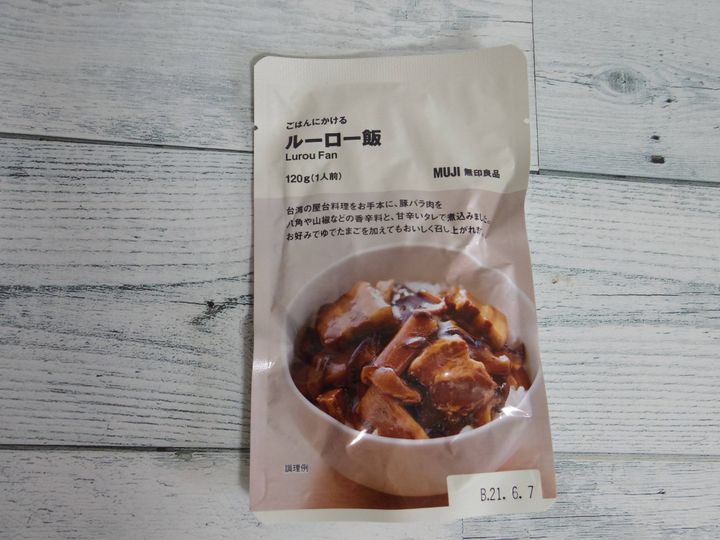 ごはんにかける
ルーロー飯
Lurou Fan
120g(1人前)
MUJI 無印良品
台湾の屋台料理をお手本に、豚バラ肉を
八角や山椒などの香辛料と、甘辛いタレで煮込みました。
お好みでゆでたまごを加えてもおいしく召し上がれ
調理例
B.21. 6. 7